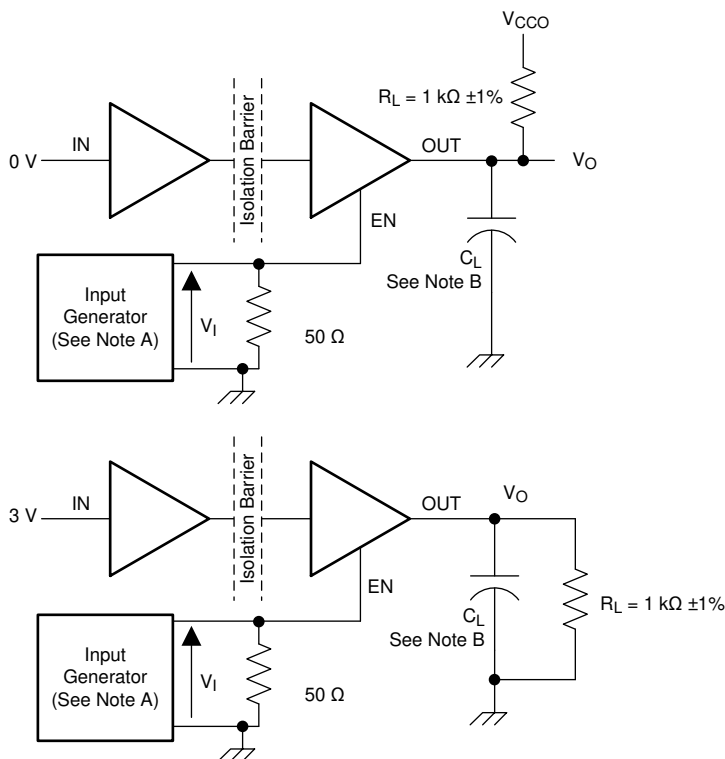 V_CCO
R_L = 1 kΩ ±1%
IN
0 V
Isolation Barrier
OUT
V_O
EN
C_L
See Note B
Input
Generator
(See Note A)
V_I
50 Ω
IN
3 V
Isolation Barrier
OUT
V_O
EN
C_L
See Note B
R_L = 1 kΩ ±1%
Input
Generator
(See Note A)
V_I
50 Ω